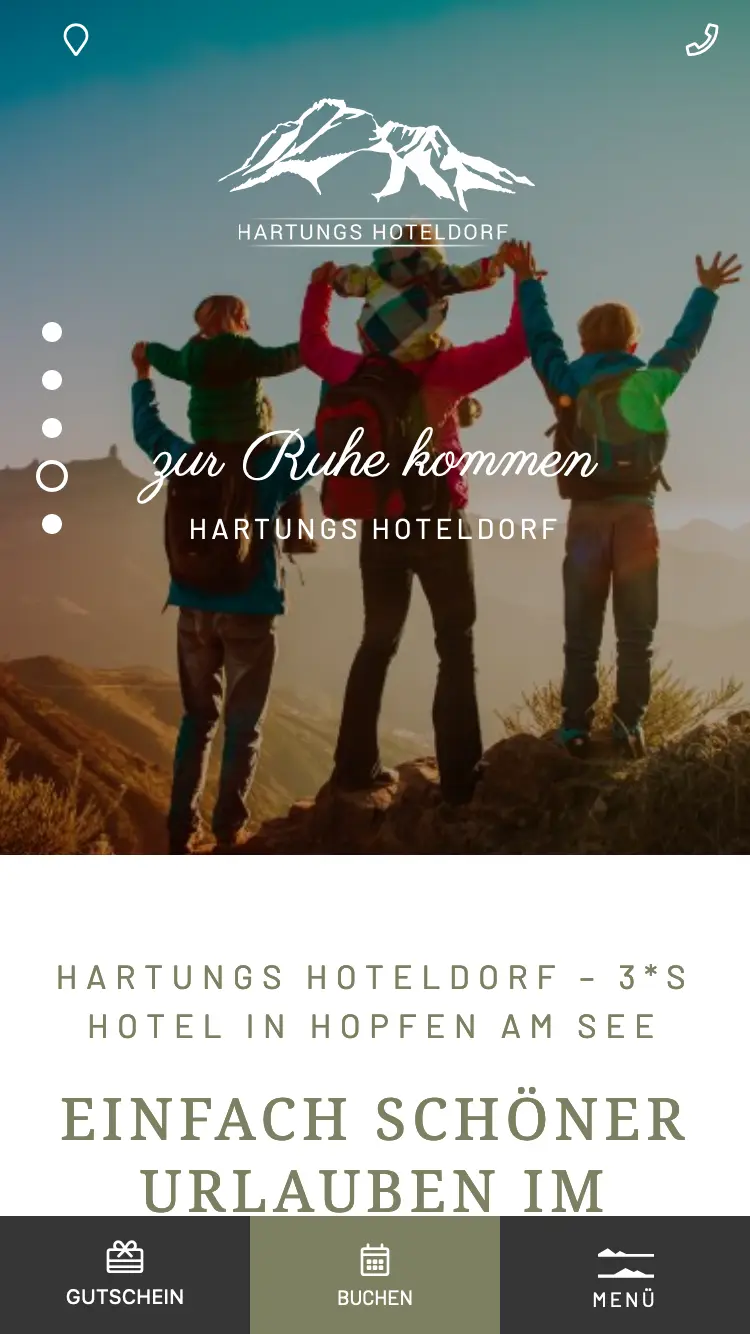 HARTUNGS HOTELDORF
zur Ruhe kommen
HARTUNGS HOTELDORF
HARTUNGS HOTELDORF – 3*S
HOTEL IN HOPFEN AM SEE
EINFACH SCHÖNER
URLAUBEN IM
GUTSCHEIN
BUCHEN
MENÜ